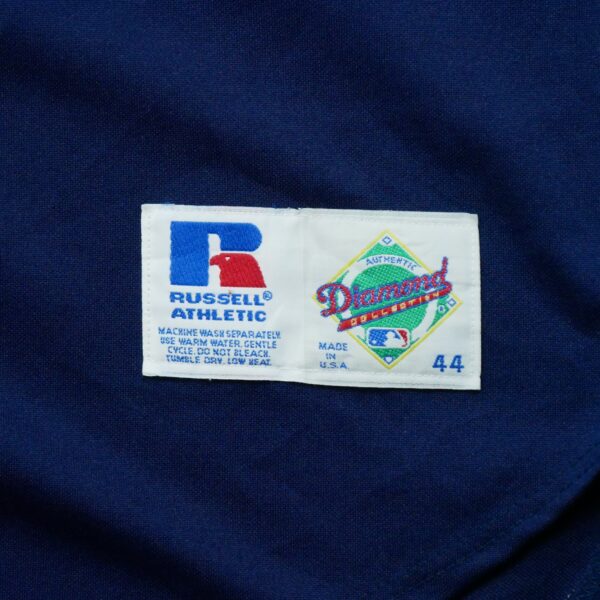 RUSSELL®
ATHLETIC
MACHINE WASH SEPARATELY.
USE WARM WATER, GENTLE
CYCLE. DO NOT BLEACH.
TUMBLE DRY, LOW HEAT.
AUTHENTIC
Diamond
COLLECTION
MADE
IN
U.S.A.
44